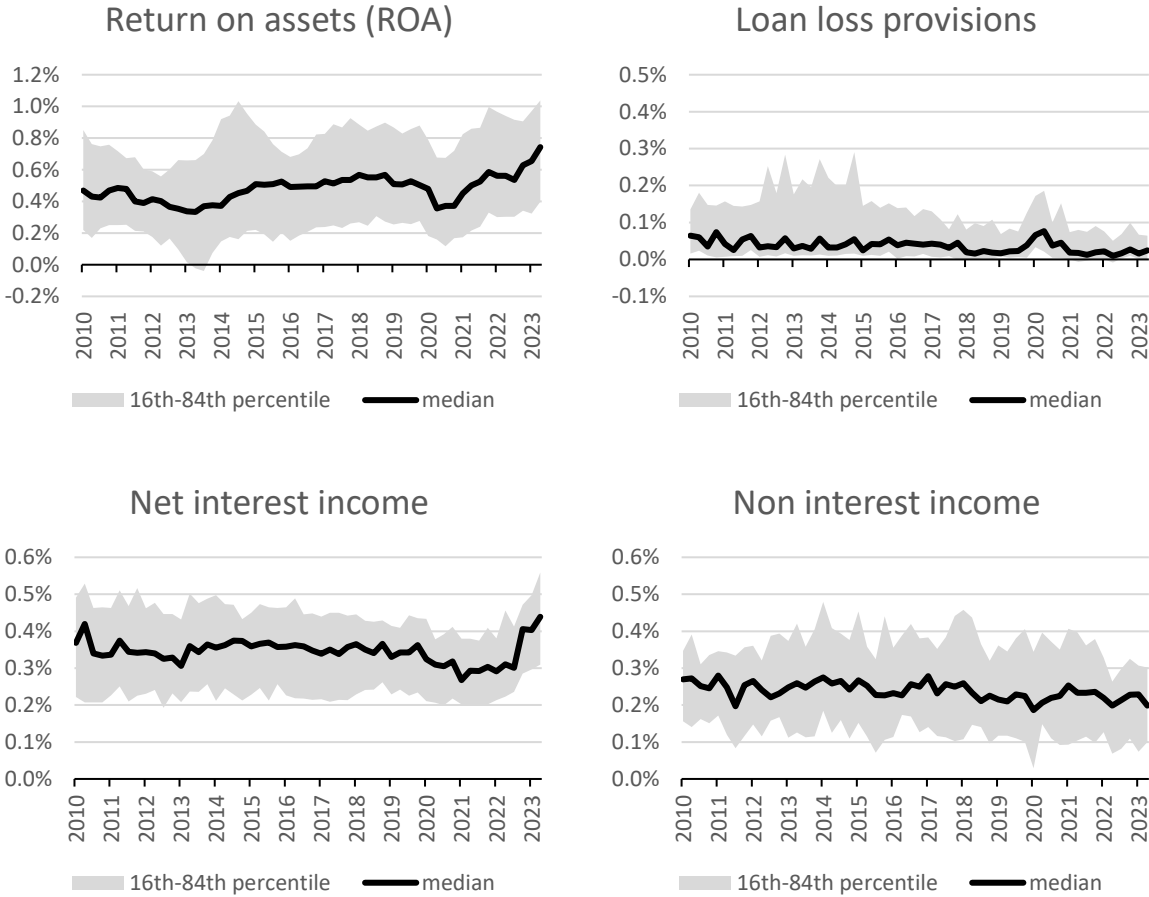 Return on assets (ROA)
1.2%
1.0%
0.8%
0.6%
0.4%
0.2%
0.0%
-0.2%
2010 2011 2012 2013 2014 2015 2016 2017 2018 2019 2020 2021 2022 2023
16th-84th percentile median
Loan loss provisions
0.5%
0.4%
0.3%
0.2%
0.1%
0.0%
-0.1%
2010 2011 2012 2013 2014 2015 2016 2017 2018 2019 2020 2021 2022 2023
16th-84th percentile median
Net interest income
0.6%
0.5%
0.4%
0.3%
0.2%
0.1%
0.0%
2010 2011 2012 2013 2014 2015 2016 2017 2018 2019 2020 2021 2022 2023
16th-84th percentile median
Non interest income
0.6%
0.5%
0.4%
0.3%
0.2%
0.1%
0.0%
2010 2011 2012 2013 2014 2015 2016 2017 2018 2019 2020 2021 2022 2023
16th-84th percentile median